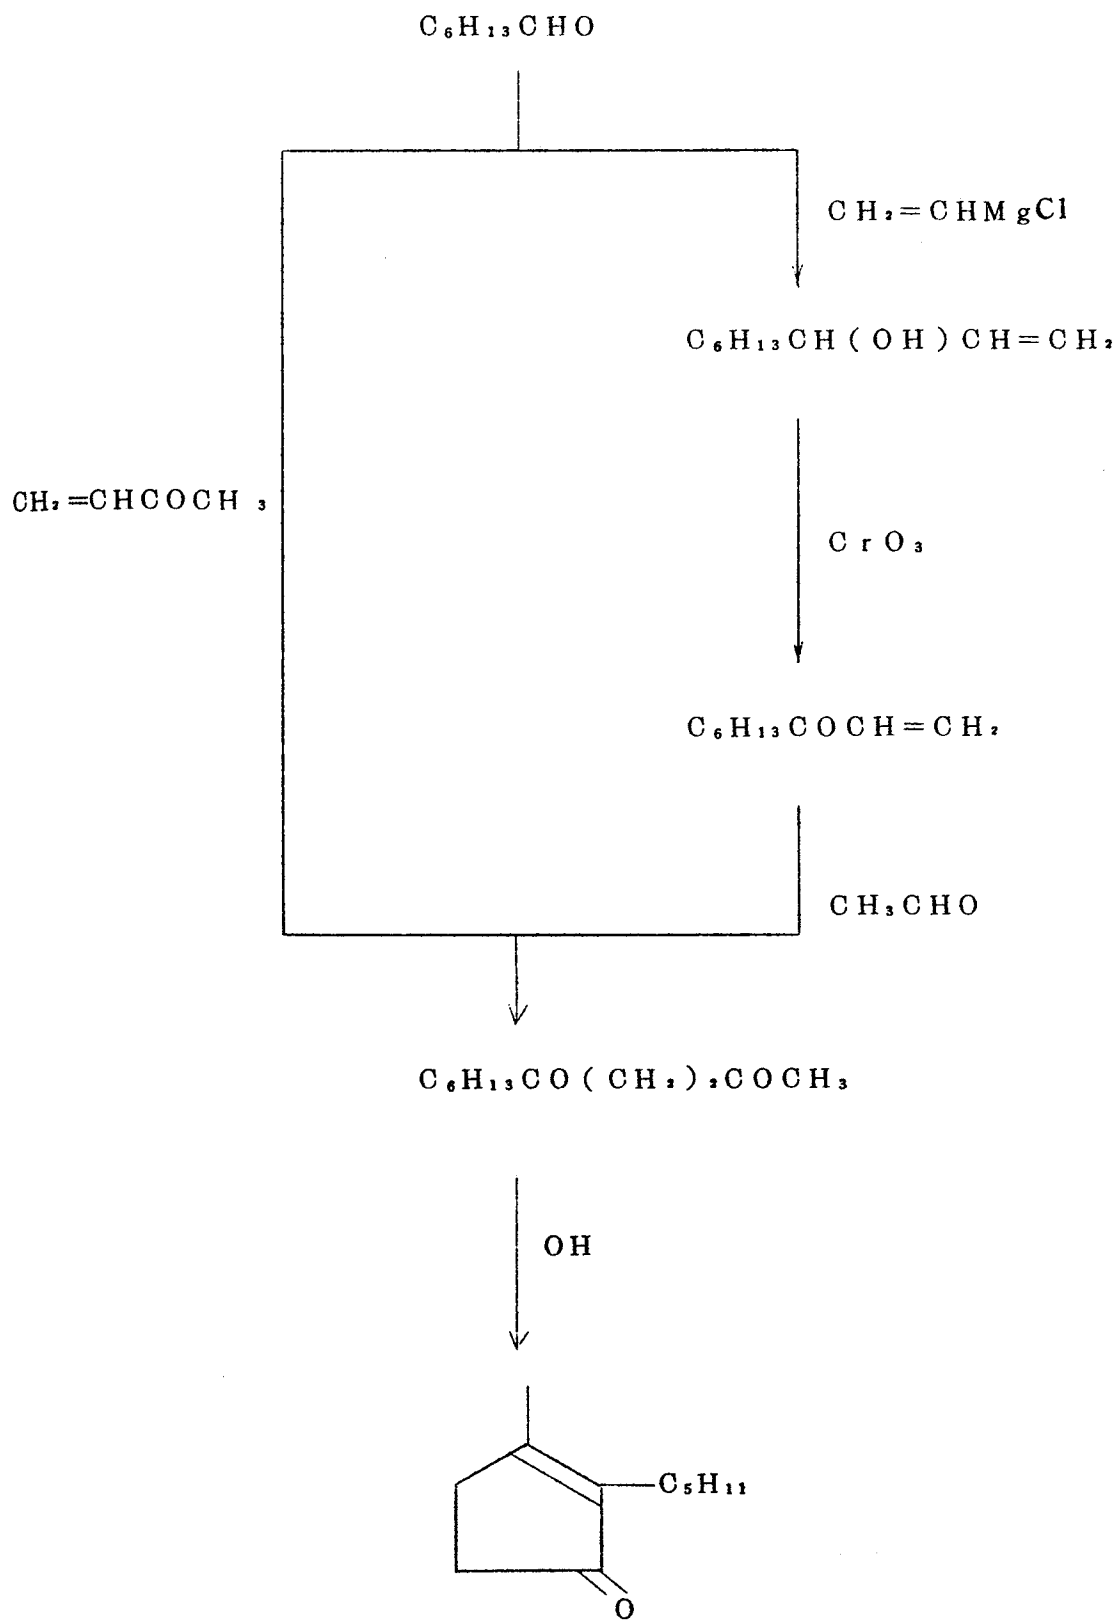 C₆H₁₃CHO
CH₂=CHMgCl
C₆H₁₃CH(OH)CH=CH₂
CH₂=CHCOCH₃
CrO₃
C₆H₁₃COCH=CH₂
CH₃CHO
C₆H₁₃CO(CH₂)₂COCH₃
OH
C₅H₁₁
O